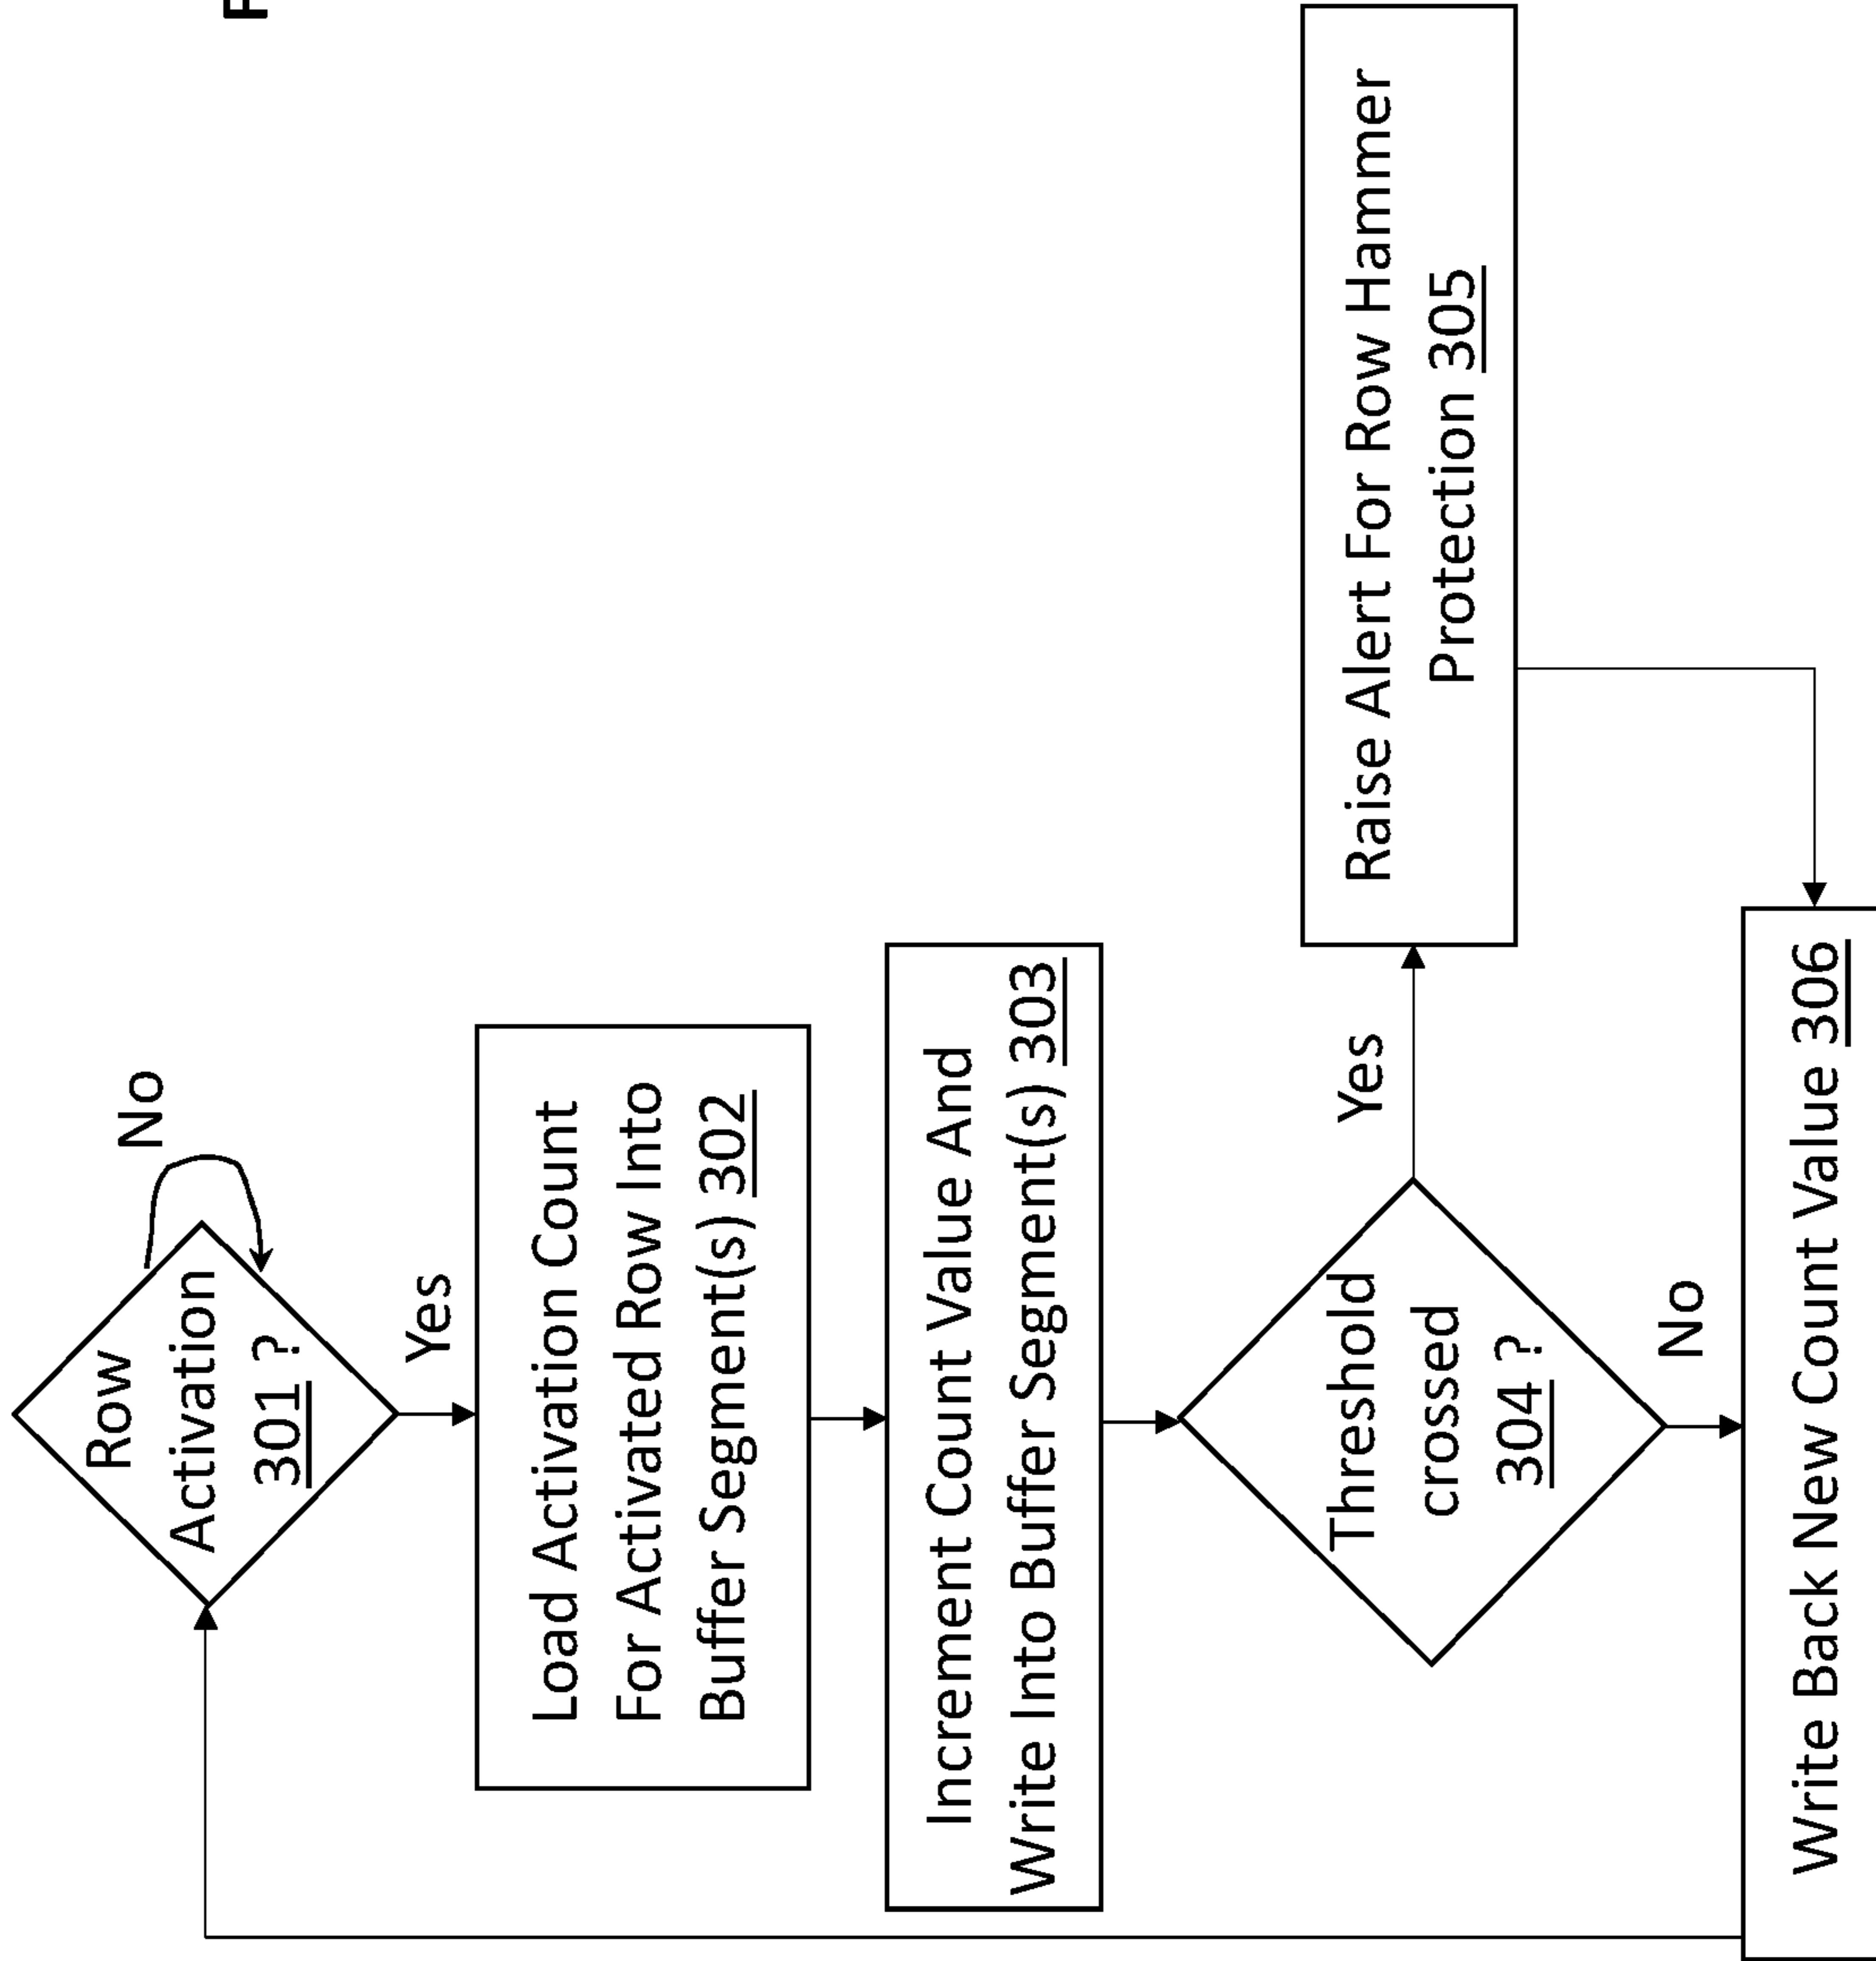 Row
Activation
301 ?
No
Yes
Load Activation Count
For Activated Row Into
Buffer Segment(s) 302
Increment Count Value And
Write Into Buffer Segment(s) 303
Threshold
crossed
304 ?
Yes
Raise Alert For Row Hammer
Protection 305
No
Write Back New Count Value 306